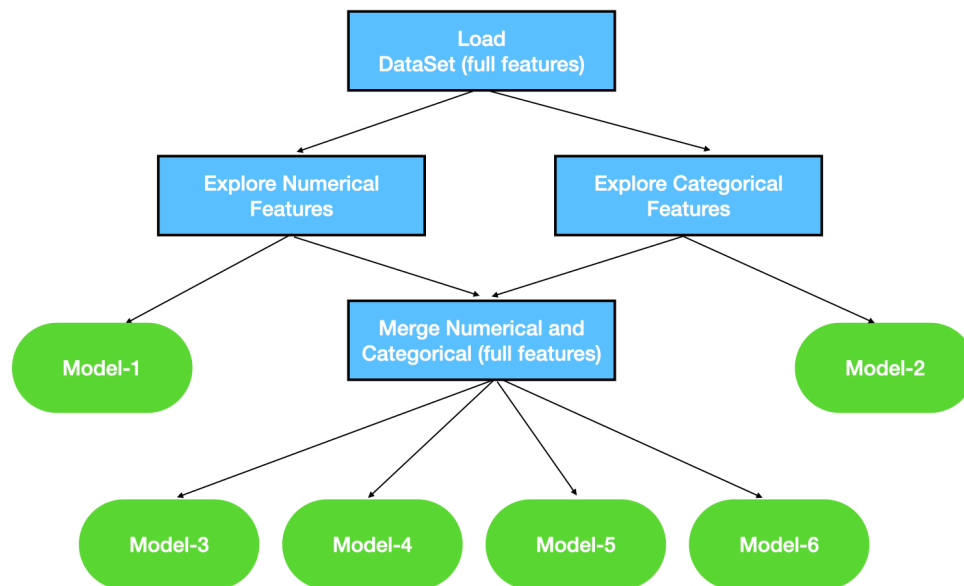 Load
DataSet (full features)
Explore Numerical
Features
Explore Categorical
Features
Merge Numerical and
Categorical (full features)
Model-1
Model-2
Model-3
Model-4
Model-5
Model-6